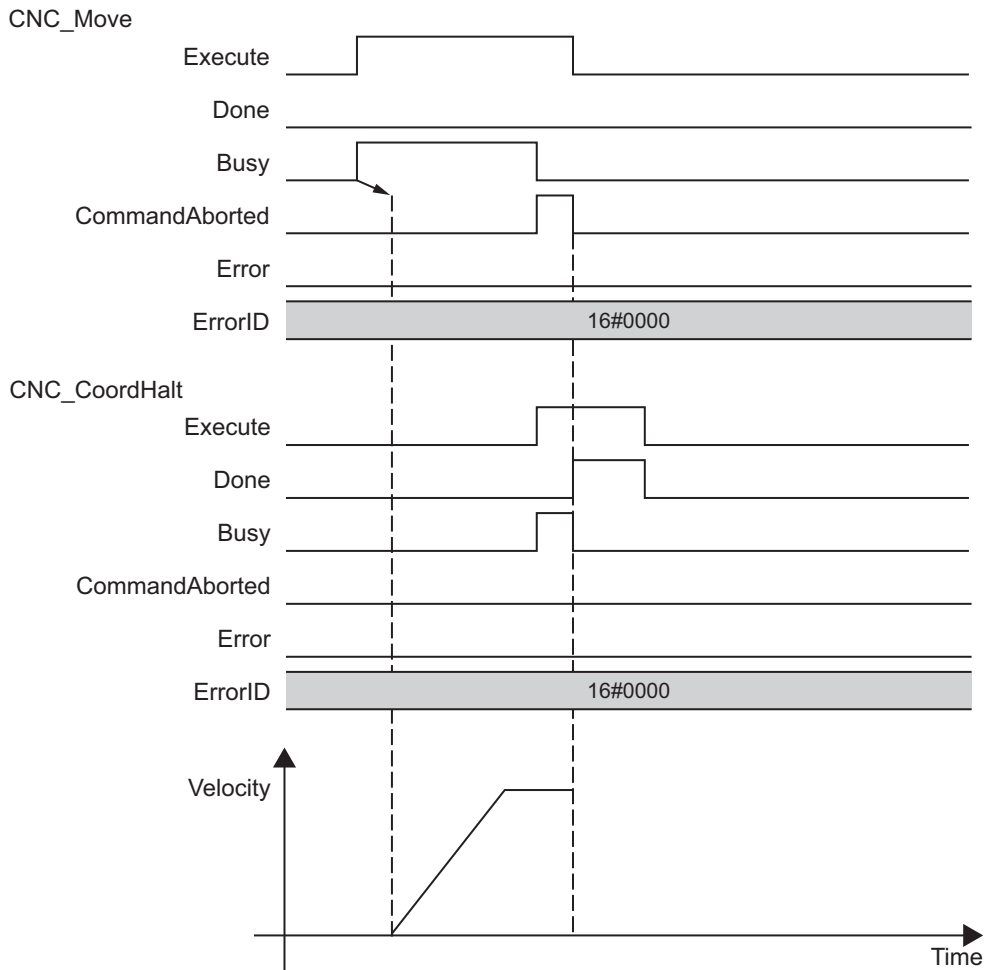 CNC_Move
Execute
Done
Busy
CommandAborted
Error
ErrorID
16#0000
CNC_CoordHalt
Execute
Done
Busy
CommandAborted
Error
ErrorID
16#0000
Velocity
Time